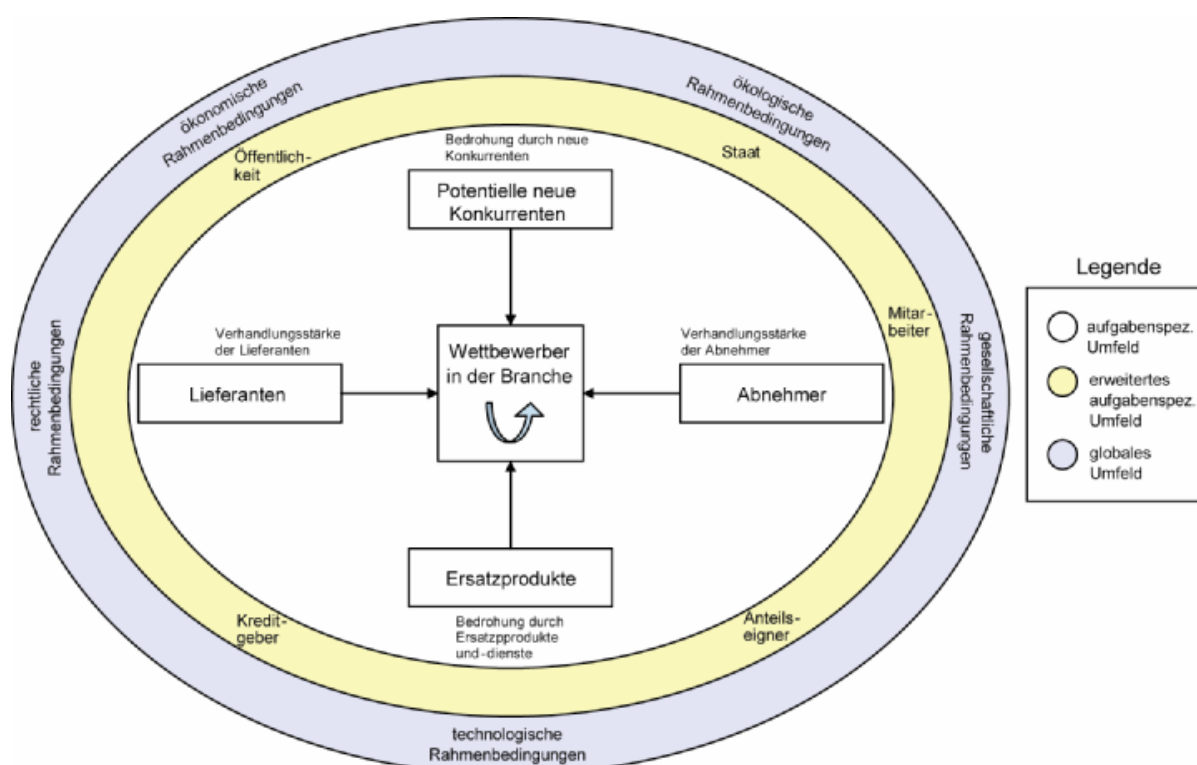 ökonomische
Rahmenbedingungen
ökologische
Rahmenbedingungen
Öffentlich-
keit
Staat
Bedrohung durch neue
Konkurrenten
Potentielle neue
Konkurrenten
rechtliche
Rahmenbedingungen
Verhandlungsstärke
der Lieferanten
Lieferanten
Wettbewerber
in der Branche
Verhandlungsstärke
der Abnehmer
Abnehmer
Mitar-
beiter
gesellschaftliche
Rahmenbedingungen
Ersatzprodukte
Bedrohung durch
Ersatzpprodukte
und-dienste
Kredit-
geber
Anteils-
eigner
technologische
Rahmenbedingungen
Legende
aufgabenspez.
Umfeld
erweitertes
aufgabenspez.
Umfeld
globales
Umfeld